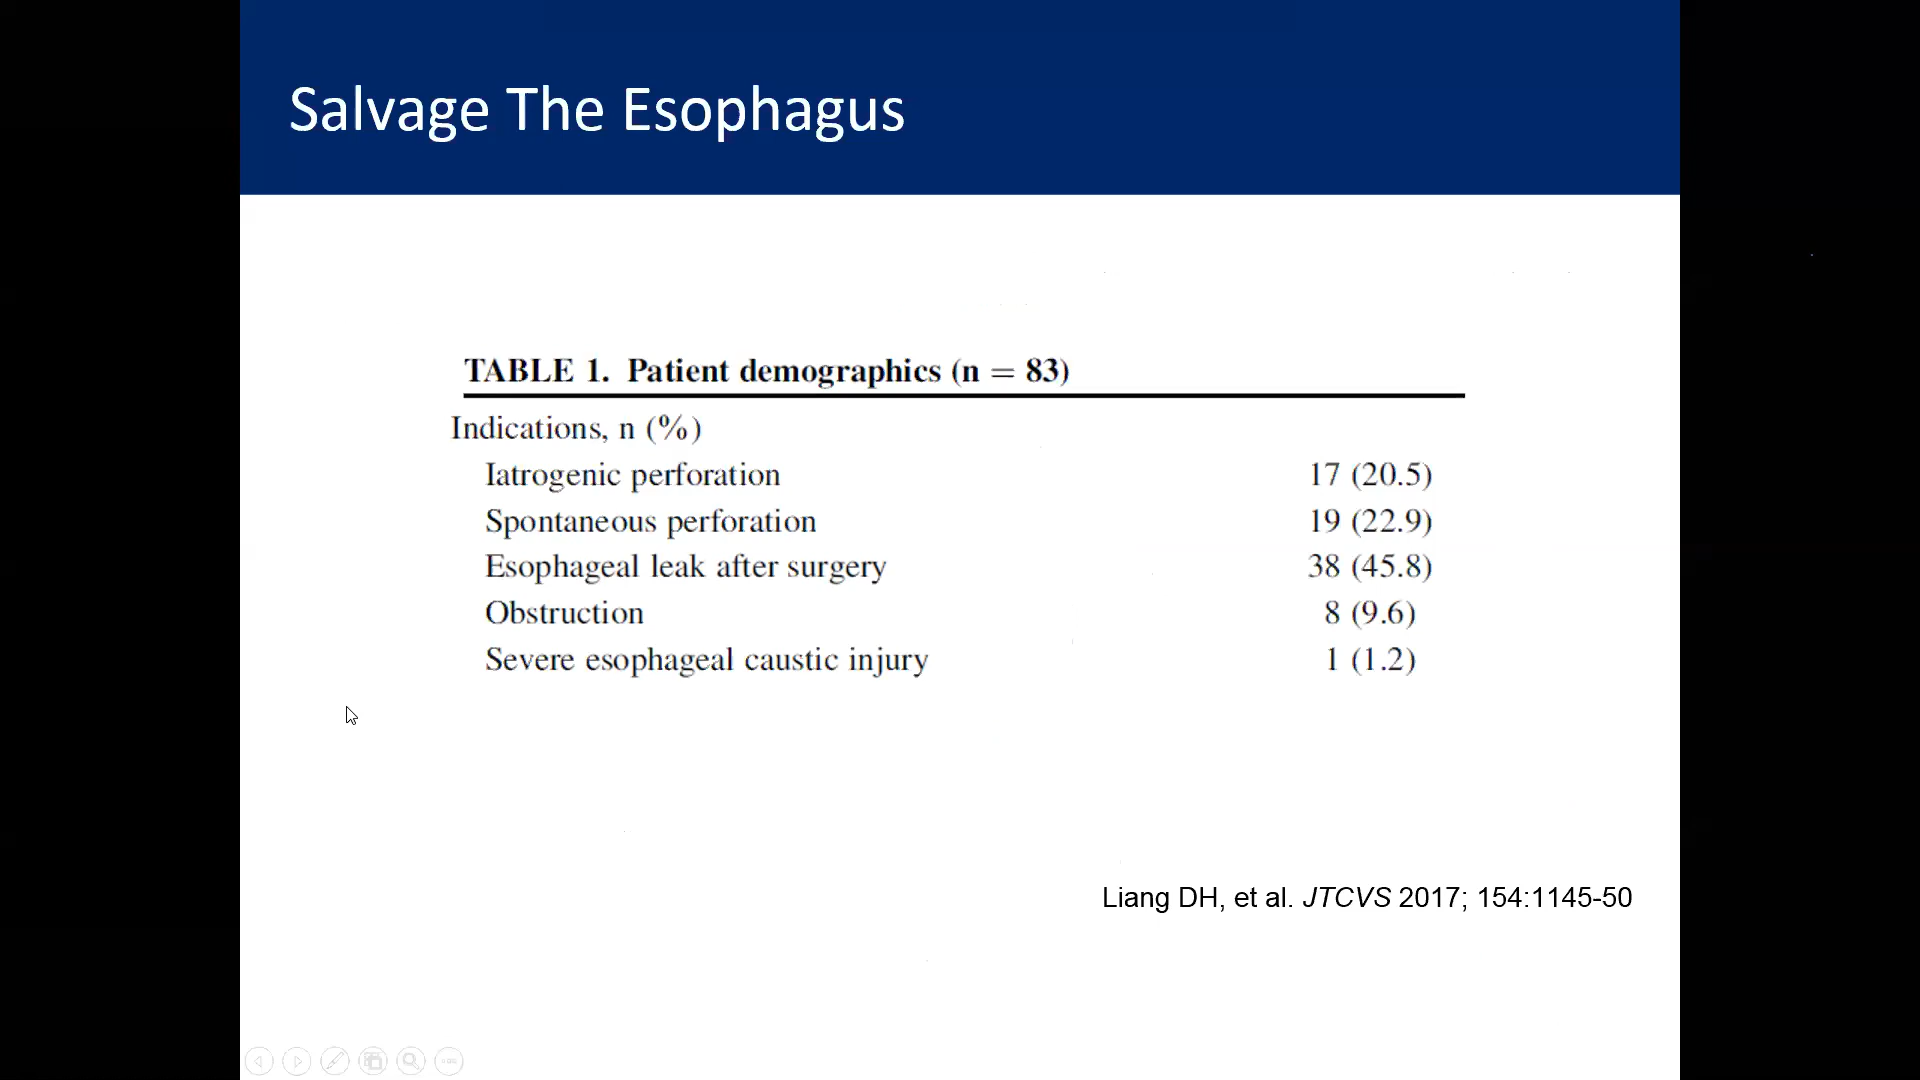 Salvage The Esophagus
TABLE 1. Patient demographics (n = 83)
Indications, n (%)
Iatrogenic perforation 17 (20.5)
Spontaneous perforation 19 (22.9)
Esophageal leak after surgery 38 (45.8)
Obstruction 8 (9.6)
Severe esophageal caustic injury 1 (1.2)
Liang DH, et al. JTCVS 2017; 154:1145-50